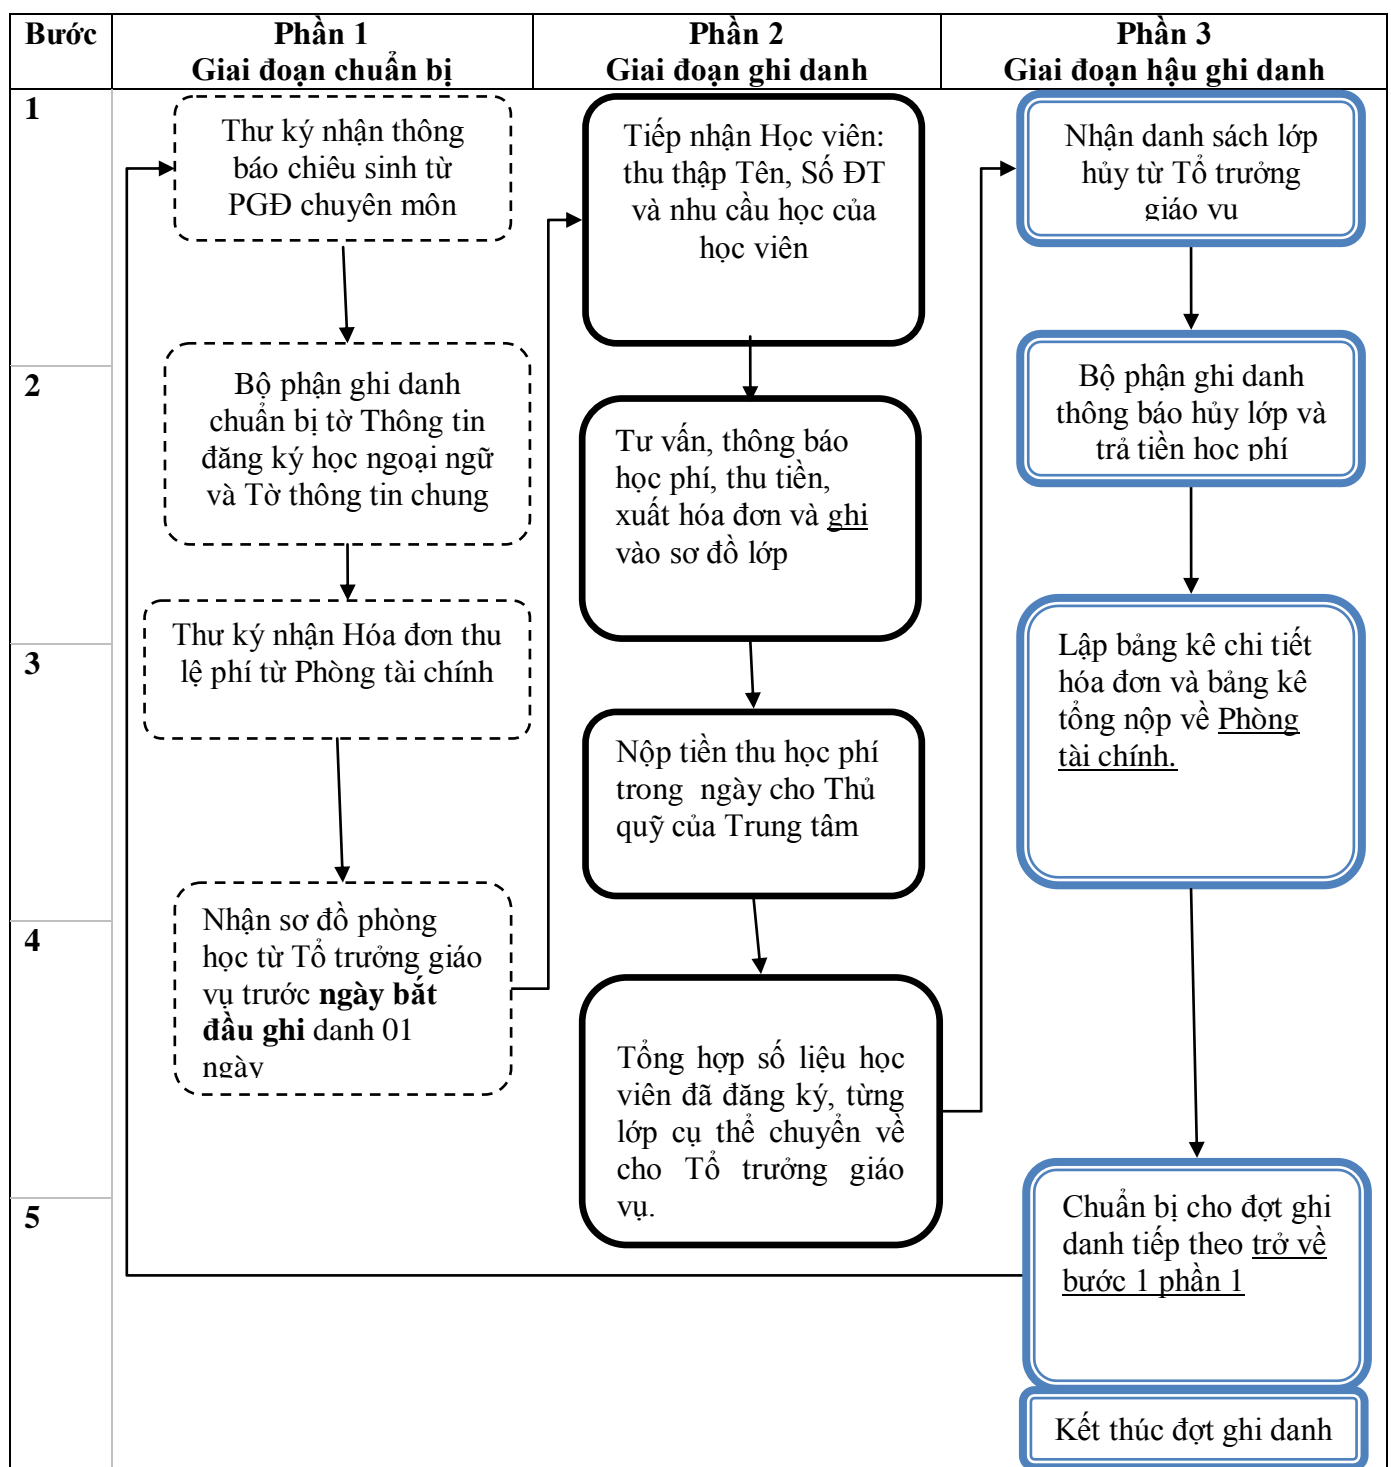 Bước
Phần 1
Giai đoạn chuẩn bị
Phần 2
Giai đoạn ghi danh
Phần 3
Giai đoạn hậu ghi danh
1
Thư ký nhận thông
báo chiêu sinh từ
PGĐ chuyên môn
Tiếp nhận Học viên:
thu thập Tên, Số ĐT
và nhu cầu học của
học viên
Nhận danh sách lớp
hủy từ Tổ trưởng
giáo vụ
2
Bộ phận ghi danh
chuẩn bị tờ Thông tin
đăng ký học ngoại ngữ
và Tờ thông tin chung
Tư vấn, thông báo
học phí, thu tiền,
xuất hóa đơn và ghi
vào sơ đồ lớp
Bộ phận ghi danh
thông báo hủy lớp và
trả tiền học phí
3
Thư ký nhận Hóa đơn thu
lệ phí từ Phòng tài chính
Nộp tiền thu học phí
trong ngày cho Thủ
quỹ của Trung tâm
Lập bảng kê chi tiết
hóa đơn và bảng kê
tổng nộp về Phòng
tài chính.
4
Nhận sơ đồ phòng
học từ Tổ trưởng giáo
vụ trước ngày bắt
đầu ghi danh 01
ngày
Tổng hợp số liệu học
viên đã đăng ký, từng
lớp cụ thể chuyển về
cho Tổ trưởng giáo
vụ.
5
Chuẩn bị cho đợt ghi
danh tiếp theo trở về
bước 1 phần 1
Kết thúc đợt ghi danh